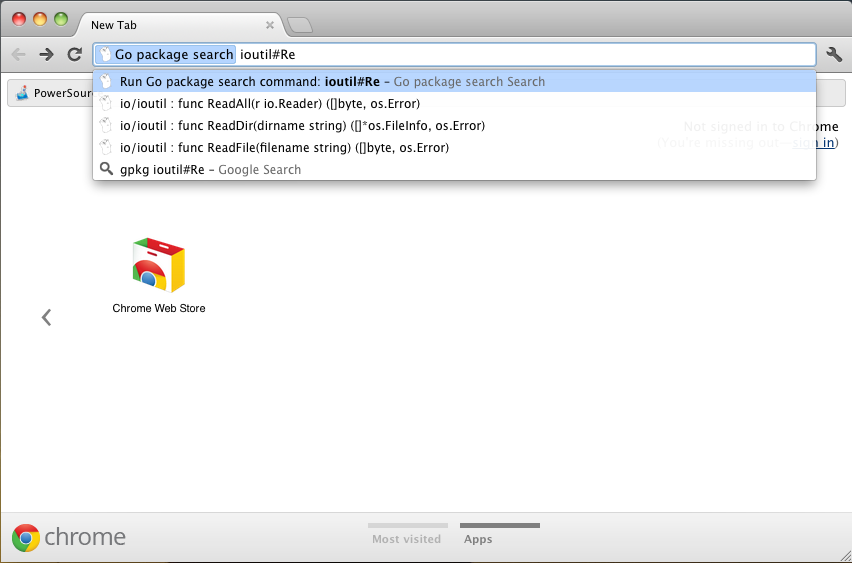 New Tab
Go package search ioutil#Re
Run Go package search command: ioutil#Re – Go package search Search
PowerSour
io/ioutil : func ReadAll(r io.Reader) ([]byte, os.Error)
io/ioutil : func ReadDir(dirname string) ([]*os.FileInfo, os.Error)
Not signed in to Chrome
(You're missing out—sign in)
io/ioutil : func ReadFile(filename string) ([]byte, os.Error)
gpkg ioutil#Re – Google Search
Chrome Web Store
chrome
Most visited
Apps